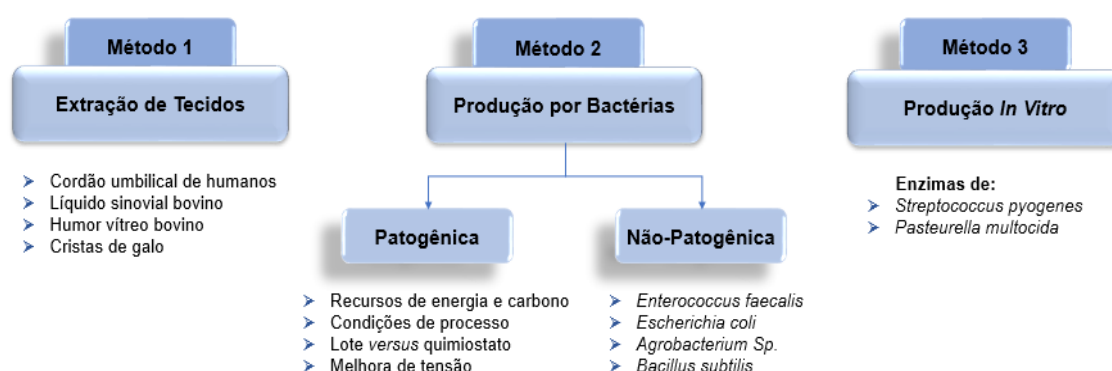 Método 1
Extração de Tecidos
Cordão umbilical de humanos
Líquido sinovial bovino
Humor vítreo bovino
Cristas de galo
Método 2
Produção por Bactérias
Patogênica
Recursos de energia e carbono
Condições de processo
Lote versus quimiostato
Melhora de tensão
Não-Patogênica
Enterococcus faecalis
Escherichia coli
Agrobacterium Sp.
Bacillus subtilis
Método 3
Produção In Vitro
Enzimas de:
Streptococcus pyogenes
Pasteurella multocida